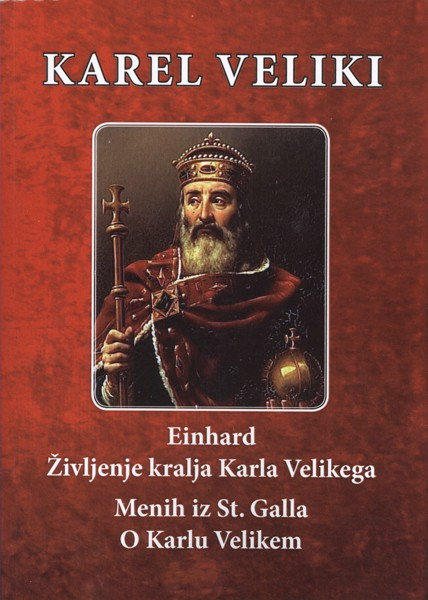 KAREL VELIKI
Einhard
Življenje kralja Karla Velikega
Menih iz St. Galla
O Karlu Velikem